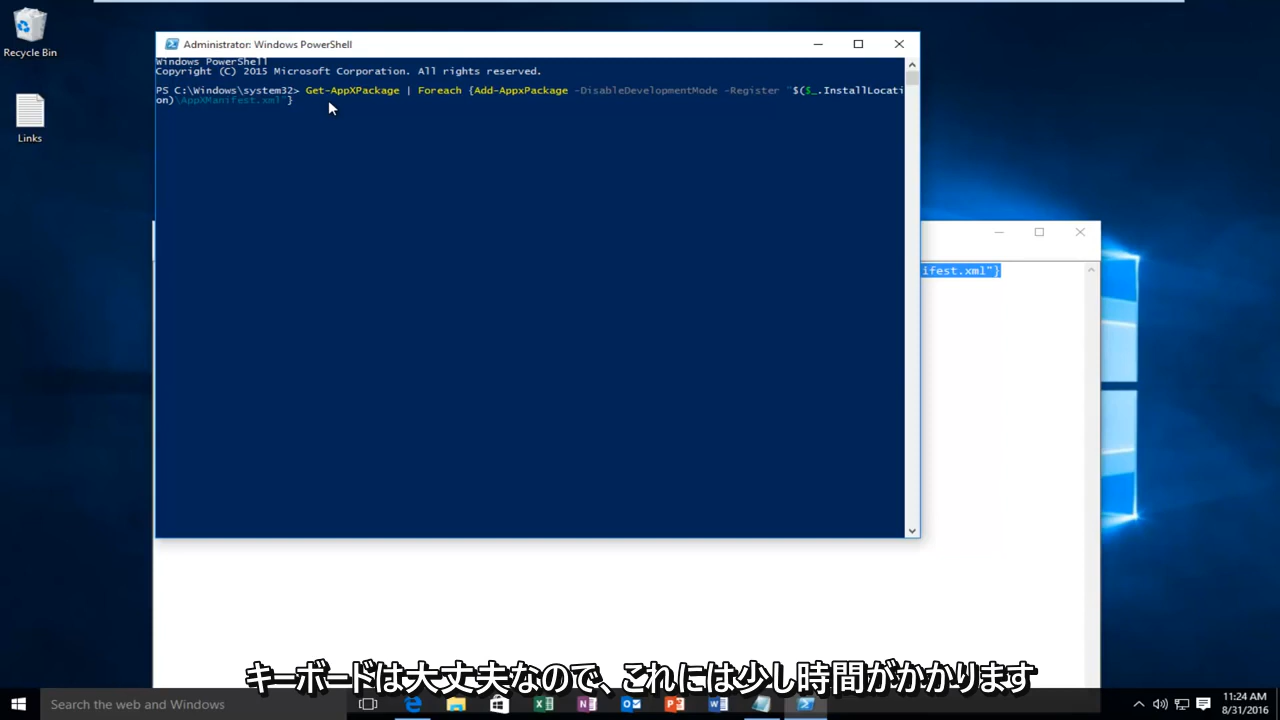 Recycle Bin
Links
Administrator: Windows PowerShell
Windows PowerShell
Copyright (C) 2015 Microsoft Corporation. All rights reserved.
PS C:\Windows\system32> Get-AppXPackage | Foreach {Add-AppxPackage -DisableDevelopmentMode -Register "$($_.InstallLocati
on)\AppXManifest.xml"}
ifest.xml"}
キーボードは大丈夫なので、これには少し時間がかかります
Search the web and Windows
11:24 AM
8/31/2016